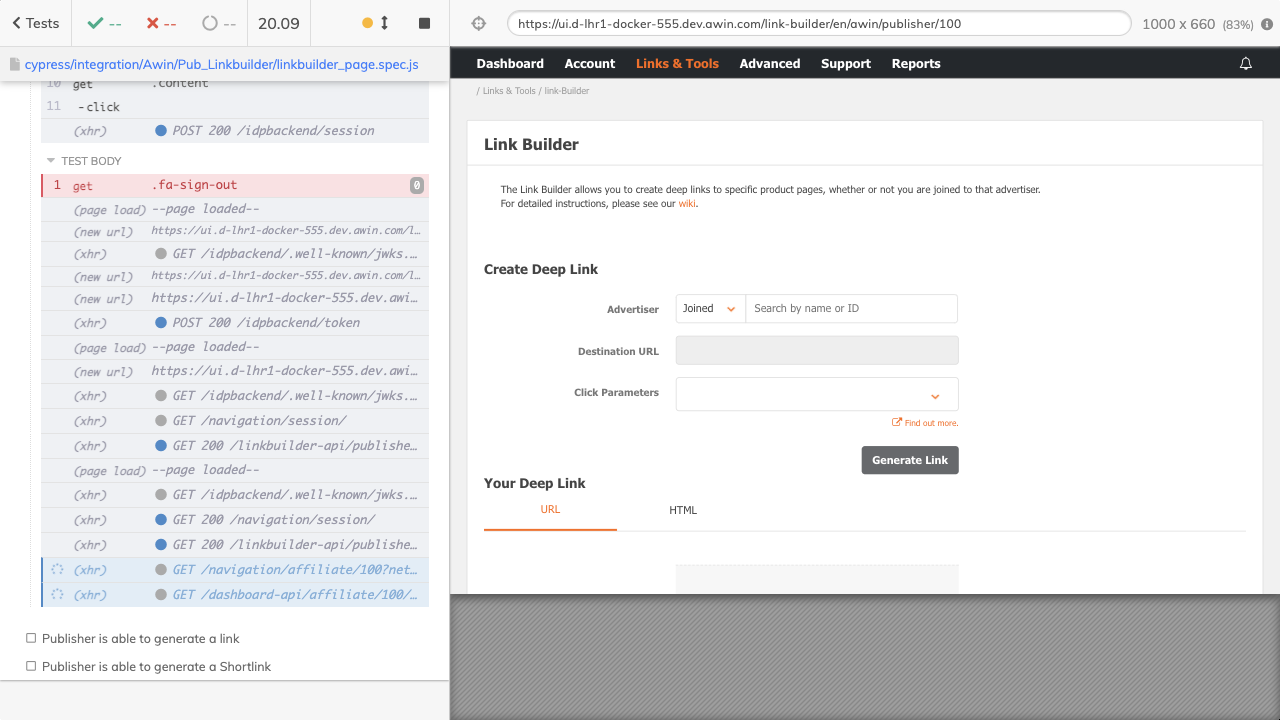 Tests
--
--
--
20.09
https://ui.d-lhr1-docker-555.dev.awin.com/link-builder/en/awin/publisher/100
1000 x 660 (83%)
cypress/integration/Awin/Pub_Linkbuilder/linkbuilder_page.spec.js
10 get .content
11 - click
(xhr) POST 200 /idpbackend/session
TEST BODY
1 get .fa-sign-out 0
(page load) --page loaded--
(new url) https://ui.d-lhr1-docker-555.dev.awin.com/l...
(xhr) GET /idpbackend/.well-known/jwks....
(new url) https://ui.d-lhr1-docker-555.dev.awin.com/l...
(new url) https://ui.d-lhr1-docker-555.dev.awi...
(xhr) POST 200 /idpbackend/token
(page load) --page loaded--
(new url) https://ui.d-lhr1-docker-555.dev.awi...
(xhr) GET /idpbackend/.well-known/jwks....
(xhr) GET /navigation/session/
(xhr) GET 200 /linkbuilder-api/publishe...
(page load) --page loaded--
(xhr) GET /idpbackend/.well-known/jwks....
(xhr) GET 200 /navigation/session/
(xhr) GET 200 /linkbuilder-api/publishe...
(xhr) GET /navigation/affiliate/100?net...
(xhr) GET /dashboard-api/affiliate/100/...
Publisher is able to generate a link
Publisher is able to generate a Shortlink
Dashboard Account Links & Tools Advanced Support Reports
/ Links & Tools / link-Builder
Link Builder
The Link Builder allows you to create deep links to specific product pages, whether or not you are joined to that advertiser.
For detailed instructions, please see our wiki.
Create Deep Link
Advertiser Joined Search by name or ID
Destination URL
Click Parameters
Find out more.
Generate Link
Your Deep Link
URL HTML